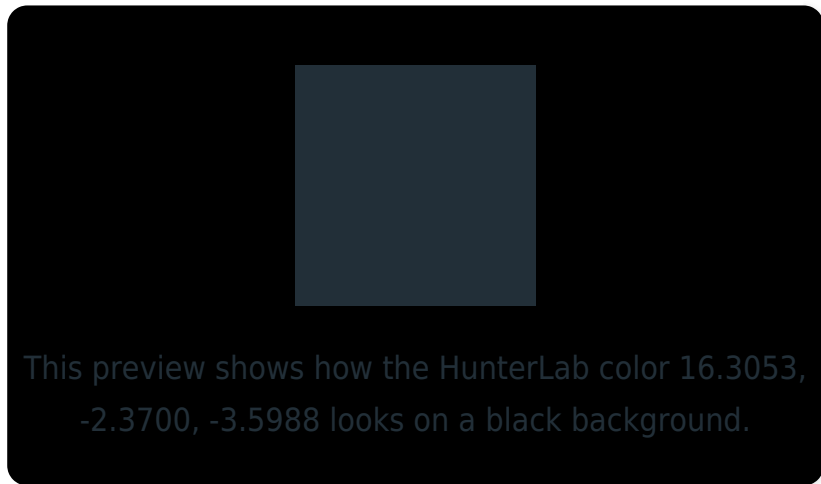 This preview shows how the HunterLab color 16.3053,
-2.3700, -3.5988 looks on a black background.